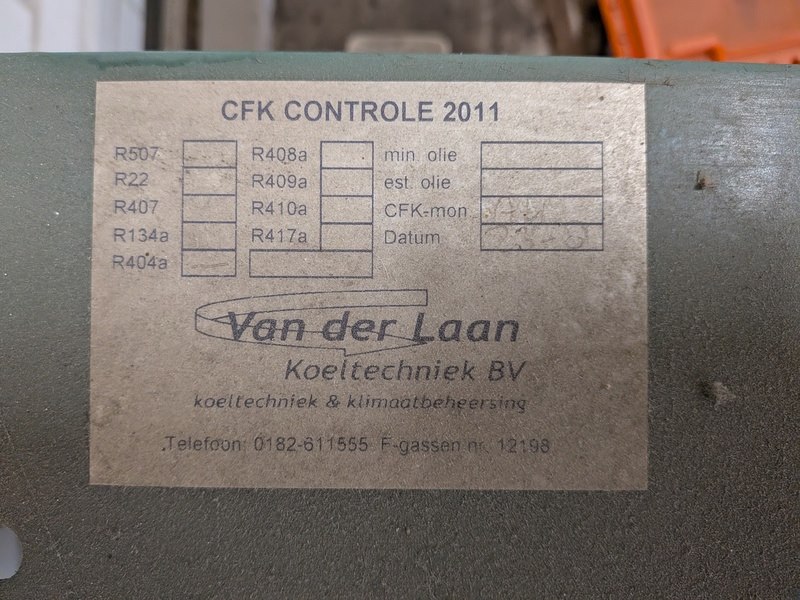 CFK CONTROLE 2011
R507 R408a min. olie
R22 R409a est. olie
R407 R410a CFK-mon
R134a R417a Datum
R404a
Van der Laan
Koeltechniek BV
koeltechniek & klimaatbeheersing
Telefoon: 0182-611555 F-gassen nr. 12198